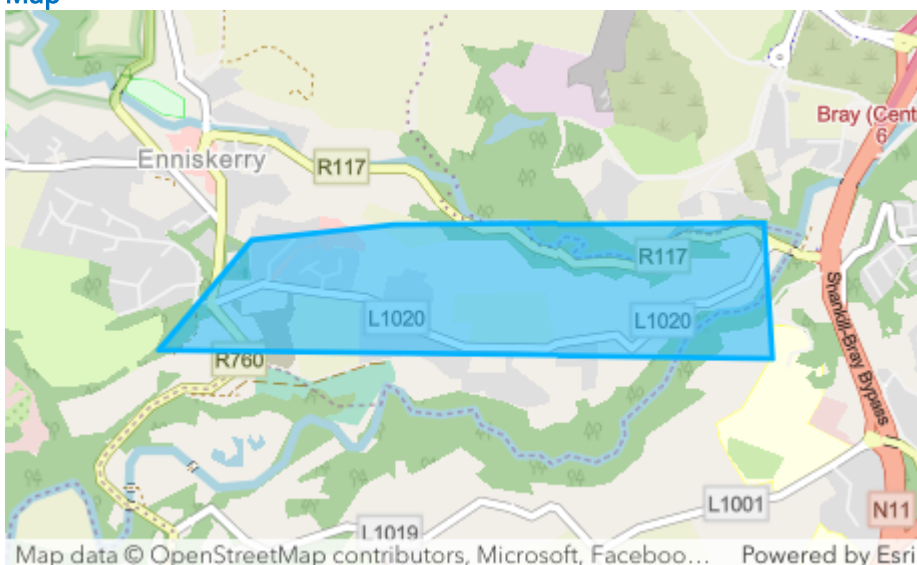 Map
Bray (Cent
6
Enniskerry
R117
R117
L1020
L1020
R760
Shankill-Bray Bypass
L1001
N11
L1019
Map data © OpenStreetMap contributors, Microsoft, Faceboo... Powered by Esri